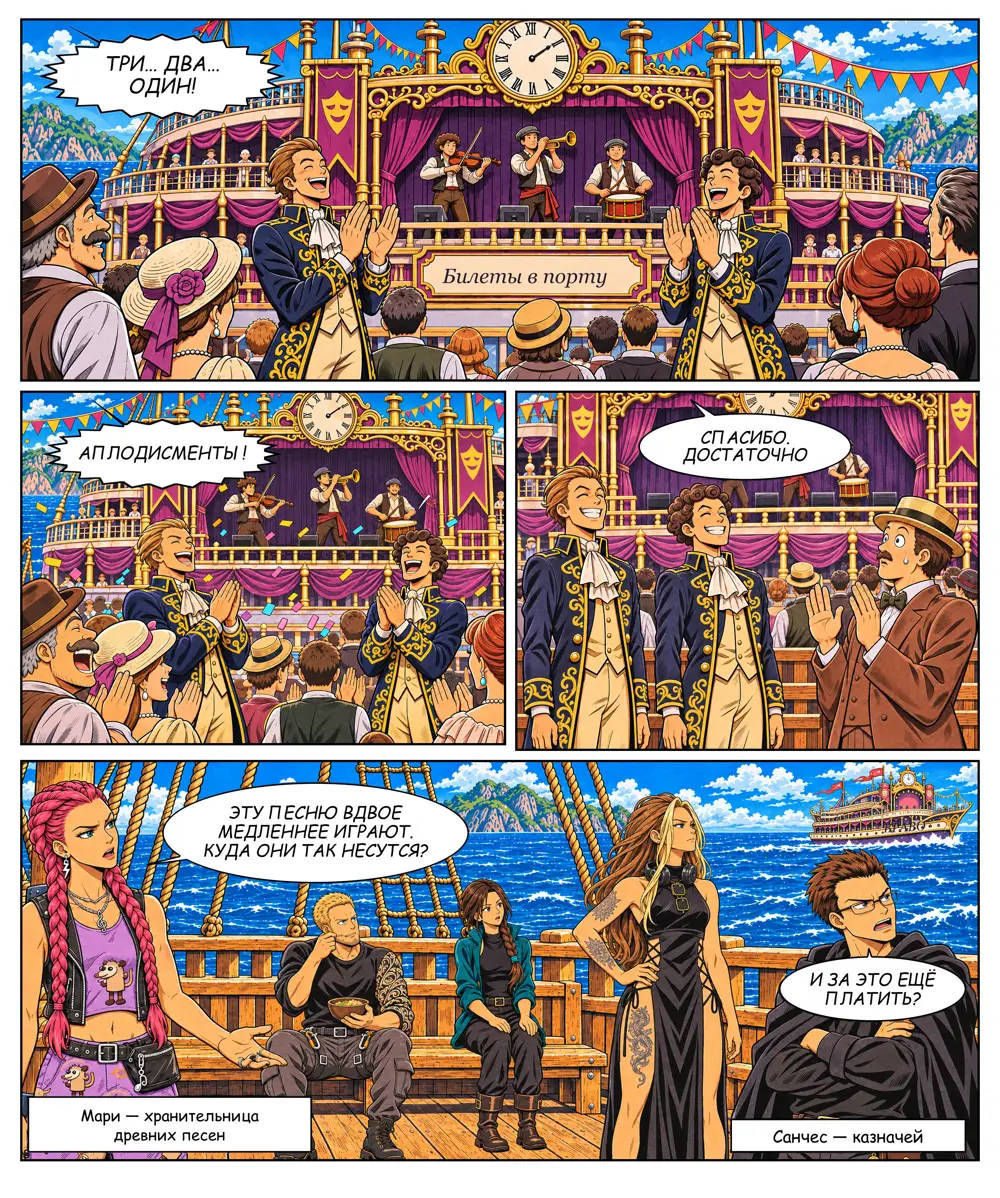 ТРИ... ДВА...
ОДИН!
XII
Билеты в порту
АПЛОДИСМЕНТЫ!
СПАСИБО.
ДОСТАТОЧНО
ЭТУ ПЕСНЮ ВДВОЕ
МЕДЛЕННЕЕ ИГРАЮТ.
КУДА ОНИ ТАК НЕСУТСЯ?
И ЗА ЭТО ЕЩЁ
ПЛАТИТЬ?
Мари — хранительница
древних песен
Санчес — казначей